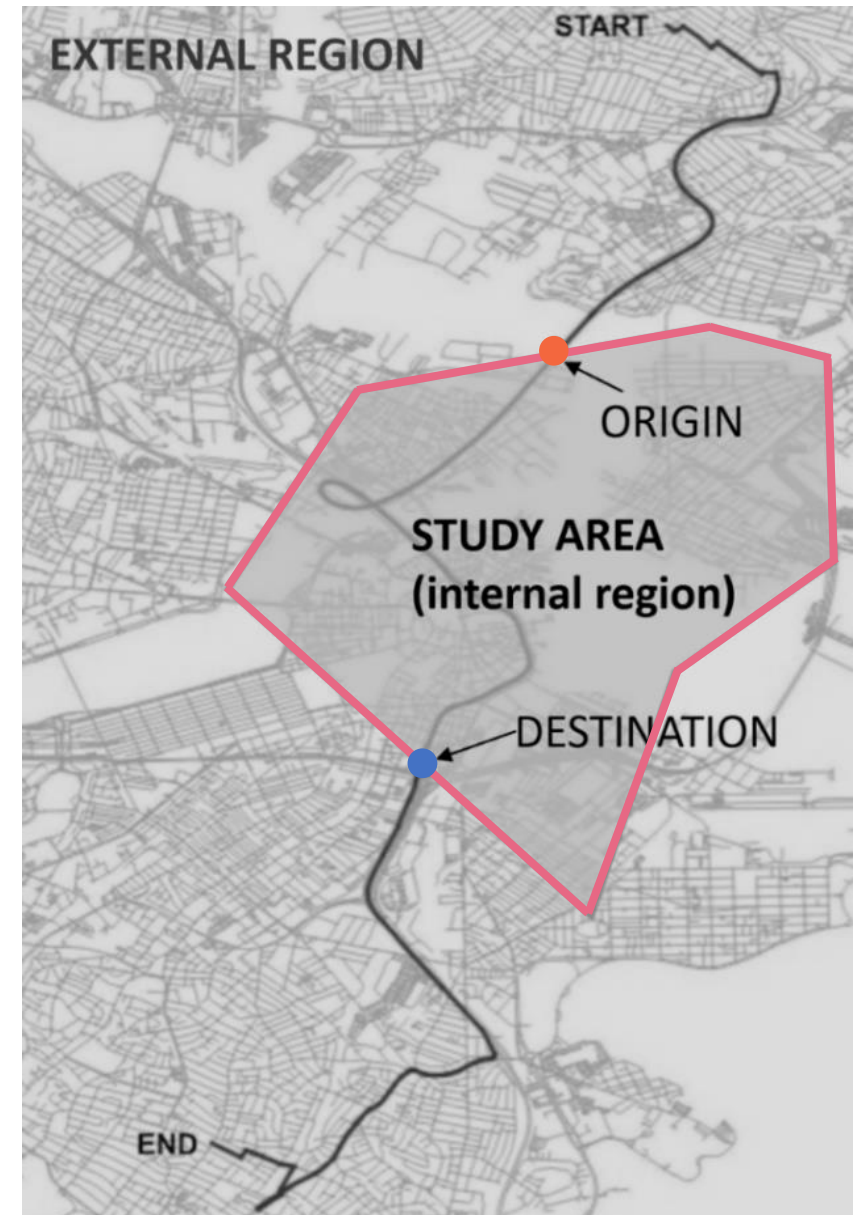 START
EXTERNAL REGION
ORIGIN
STUDY AREA
(internal region)
DESTINATION
END